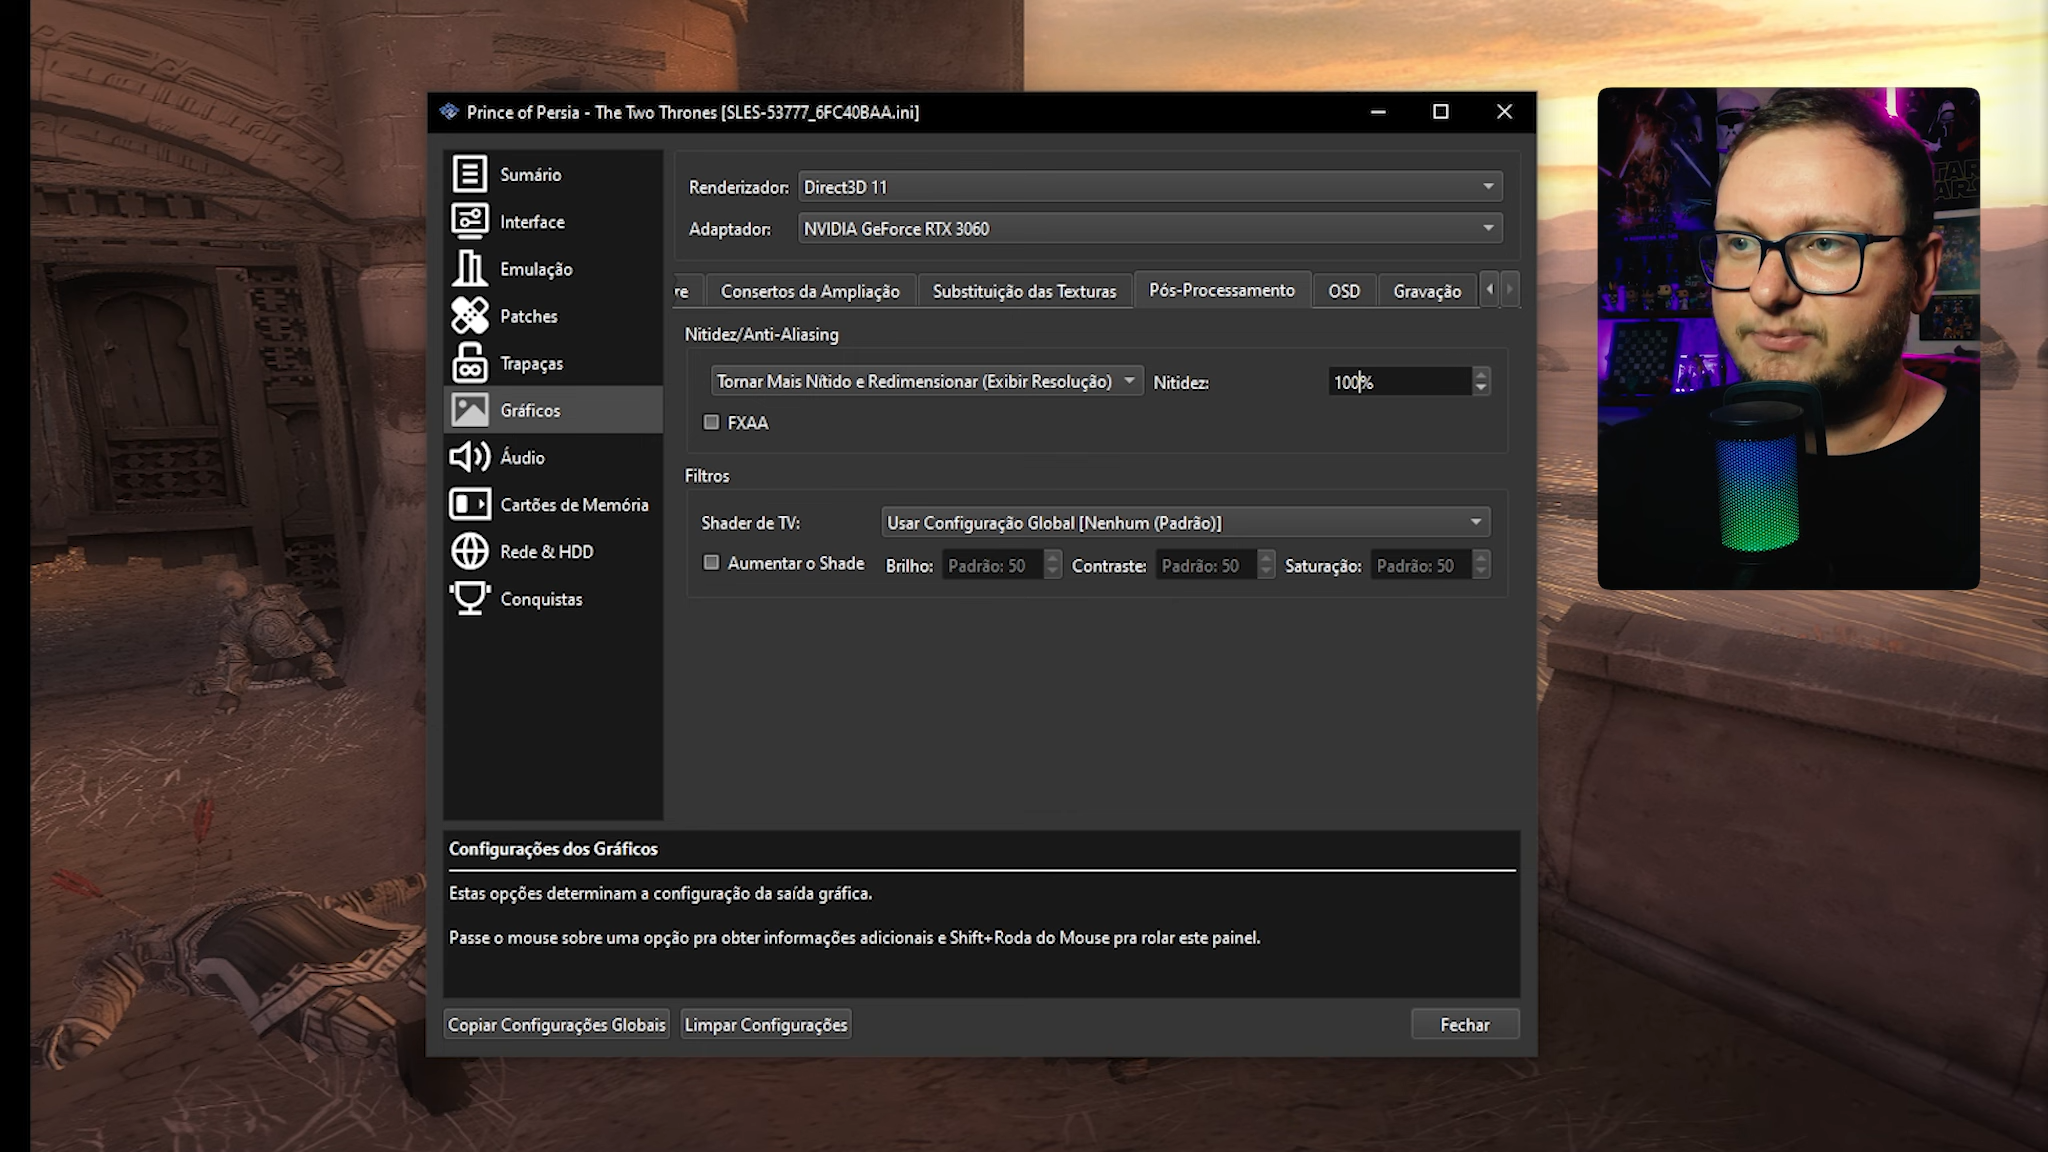 Prince of Persia - The Two Thrones [SLES-53777_6FC40BAA.ini]
Sumário
Interface
Emulação
Patches
Trapaças
Gráficos
Áudio
Cartões de Memória
Rede & HDD
Conquistas
Renderizador: Direct3D 11
Adaptador: NVIDIA GeForce RTX 3060
re Consertos da Ampliação Substituição das Texturas Pós-Processamento OSD Gravação
Nitidez/Anti-Aliasing
Tornar Mais Nítido e Redimensionar (Exibir Resolução) Nitidez: 100%
FXAA
Filtros
Shader de TV: Usar Configuração Global [Nenhum (Padrão)]
Aumentar o Shade Brilho: Padrão: 50 Contraste: Padrão: 50 Saturação: Padrão: 50
Configurações dos Gráficos
Estas opções determinam a configuração da saída gráfica.
Passe o mouse sobre uma opção pra obter informações adicionais e Shift+Roda do Mouse pra rolar este painel.
Copiar Configurações Globais Limpar Configurações Fechar
STAR
WARS